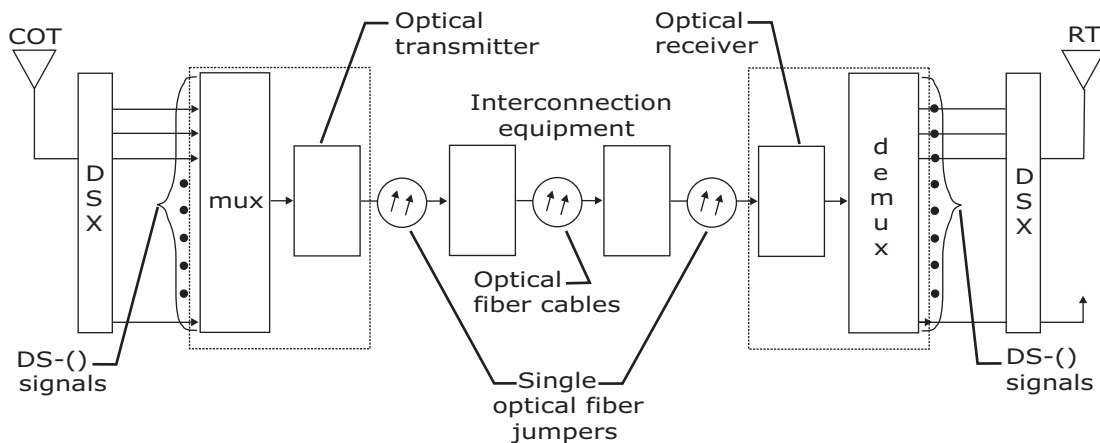 COT
Optical
transmitter
Optical
receiver
RT
Interconnection
equipment
DSX
mux
demux
DSX
Optical
fiber cables
DS-()
signals
Single
optical fiber
jumpers
DS-()
signals